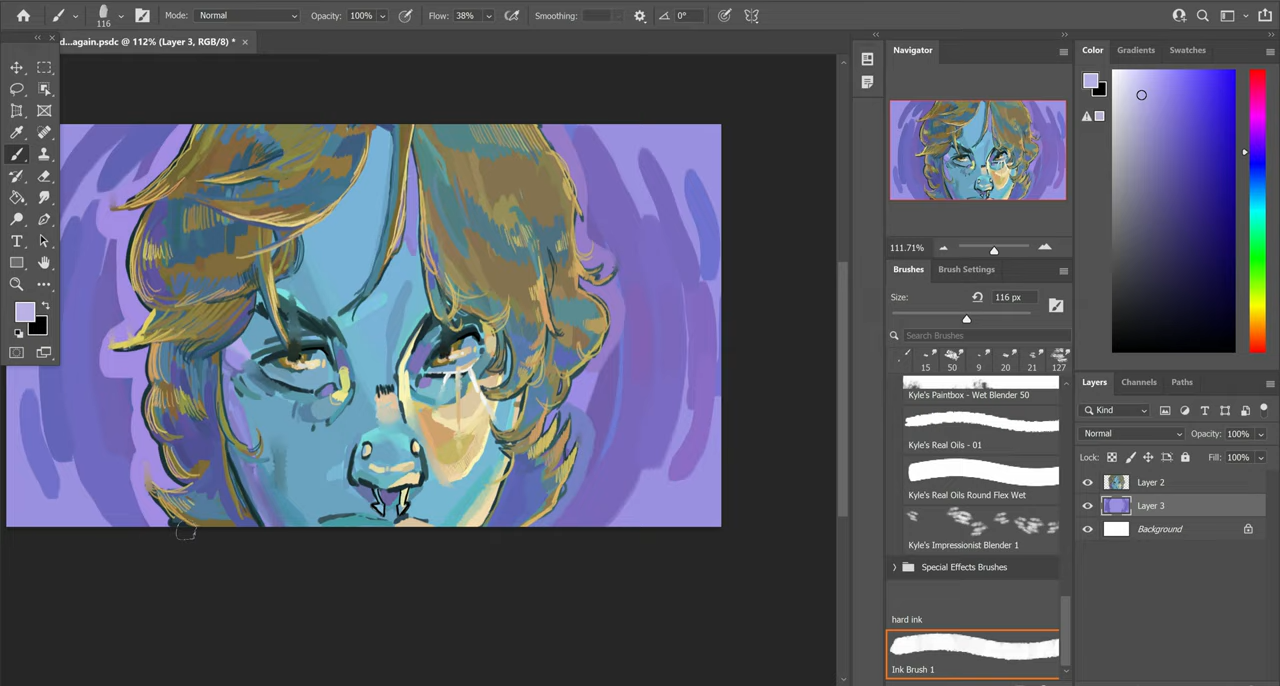 116
Mode:
Normal
Opacity:
100%
Flow:
38%
Smoothing:
0°
d...again.psdc @ 112% (Layer 3, RGB/8) *
Navigator
111.71%
Brushes
Brush Settings
Size:
116 px
Search Brushes
15
50
9
20
21
127
Kyle's Paintbox - Wet Blender 50
Kyle's Real Oils - 01
Kyle's Real Oils Round Flex Wet
Kyle's Impressionist Blender 1
Special Effects Brushes
hard ink
Ink Brush 1
Color
Gradients
Swatches
Layers
Channels
Paths
Kind
Normal
Opacity:
100%
Lock:
Fill:
100%
Layer 2
Layer 3
Background